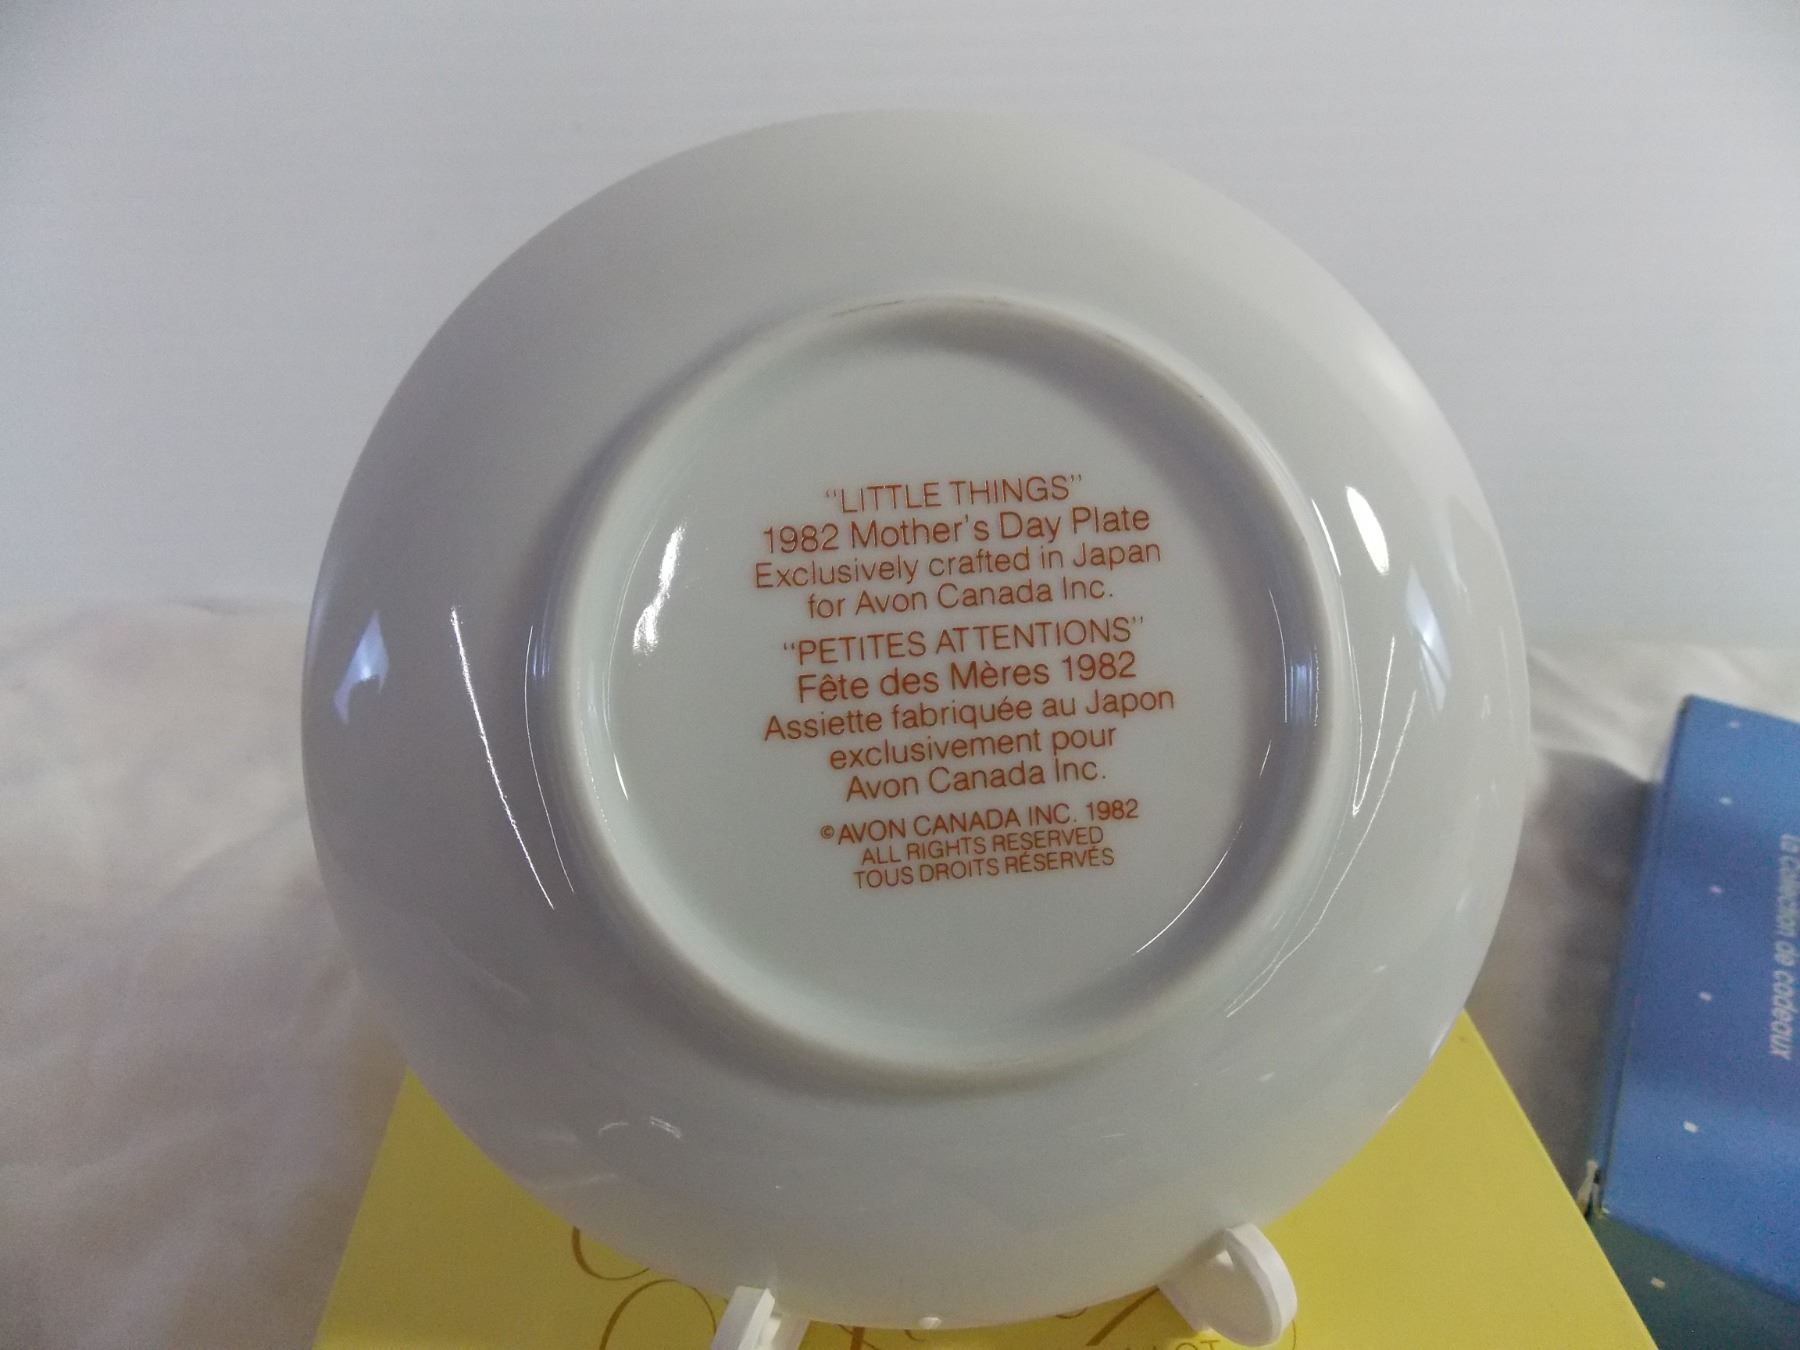 "LITTLE THINGS"
1982 Mother's Day Plate
Exclusively crafted in Japan
for Avon Canada Inc.
"PETITES ATTENTIONS"
Fête des Mères 1982
Assiette fabriquée au Japon
exclusivement pour
Avon Canada Inc.
©AVON CANADA INC. 1982
ALL RIGHTS RESERVED
TOUS DROITS RÉSERVÉS
la Collection de cadeaux